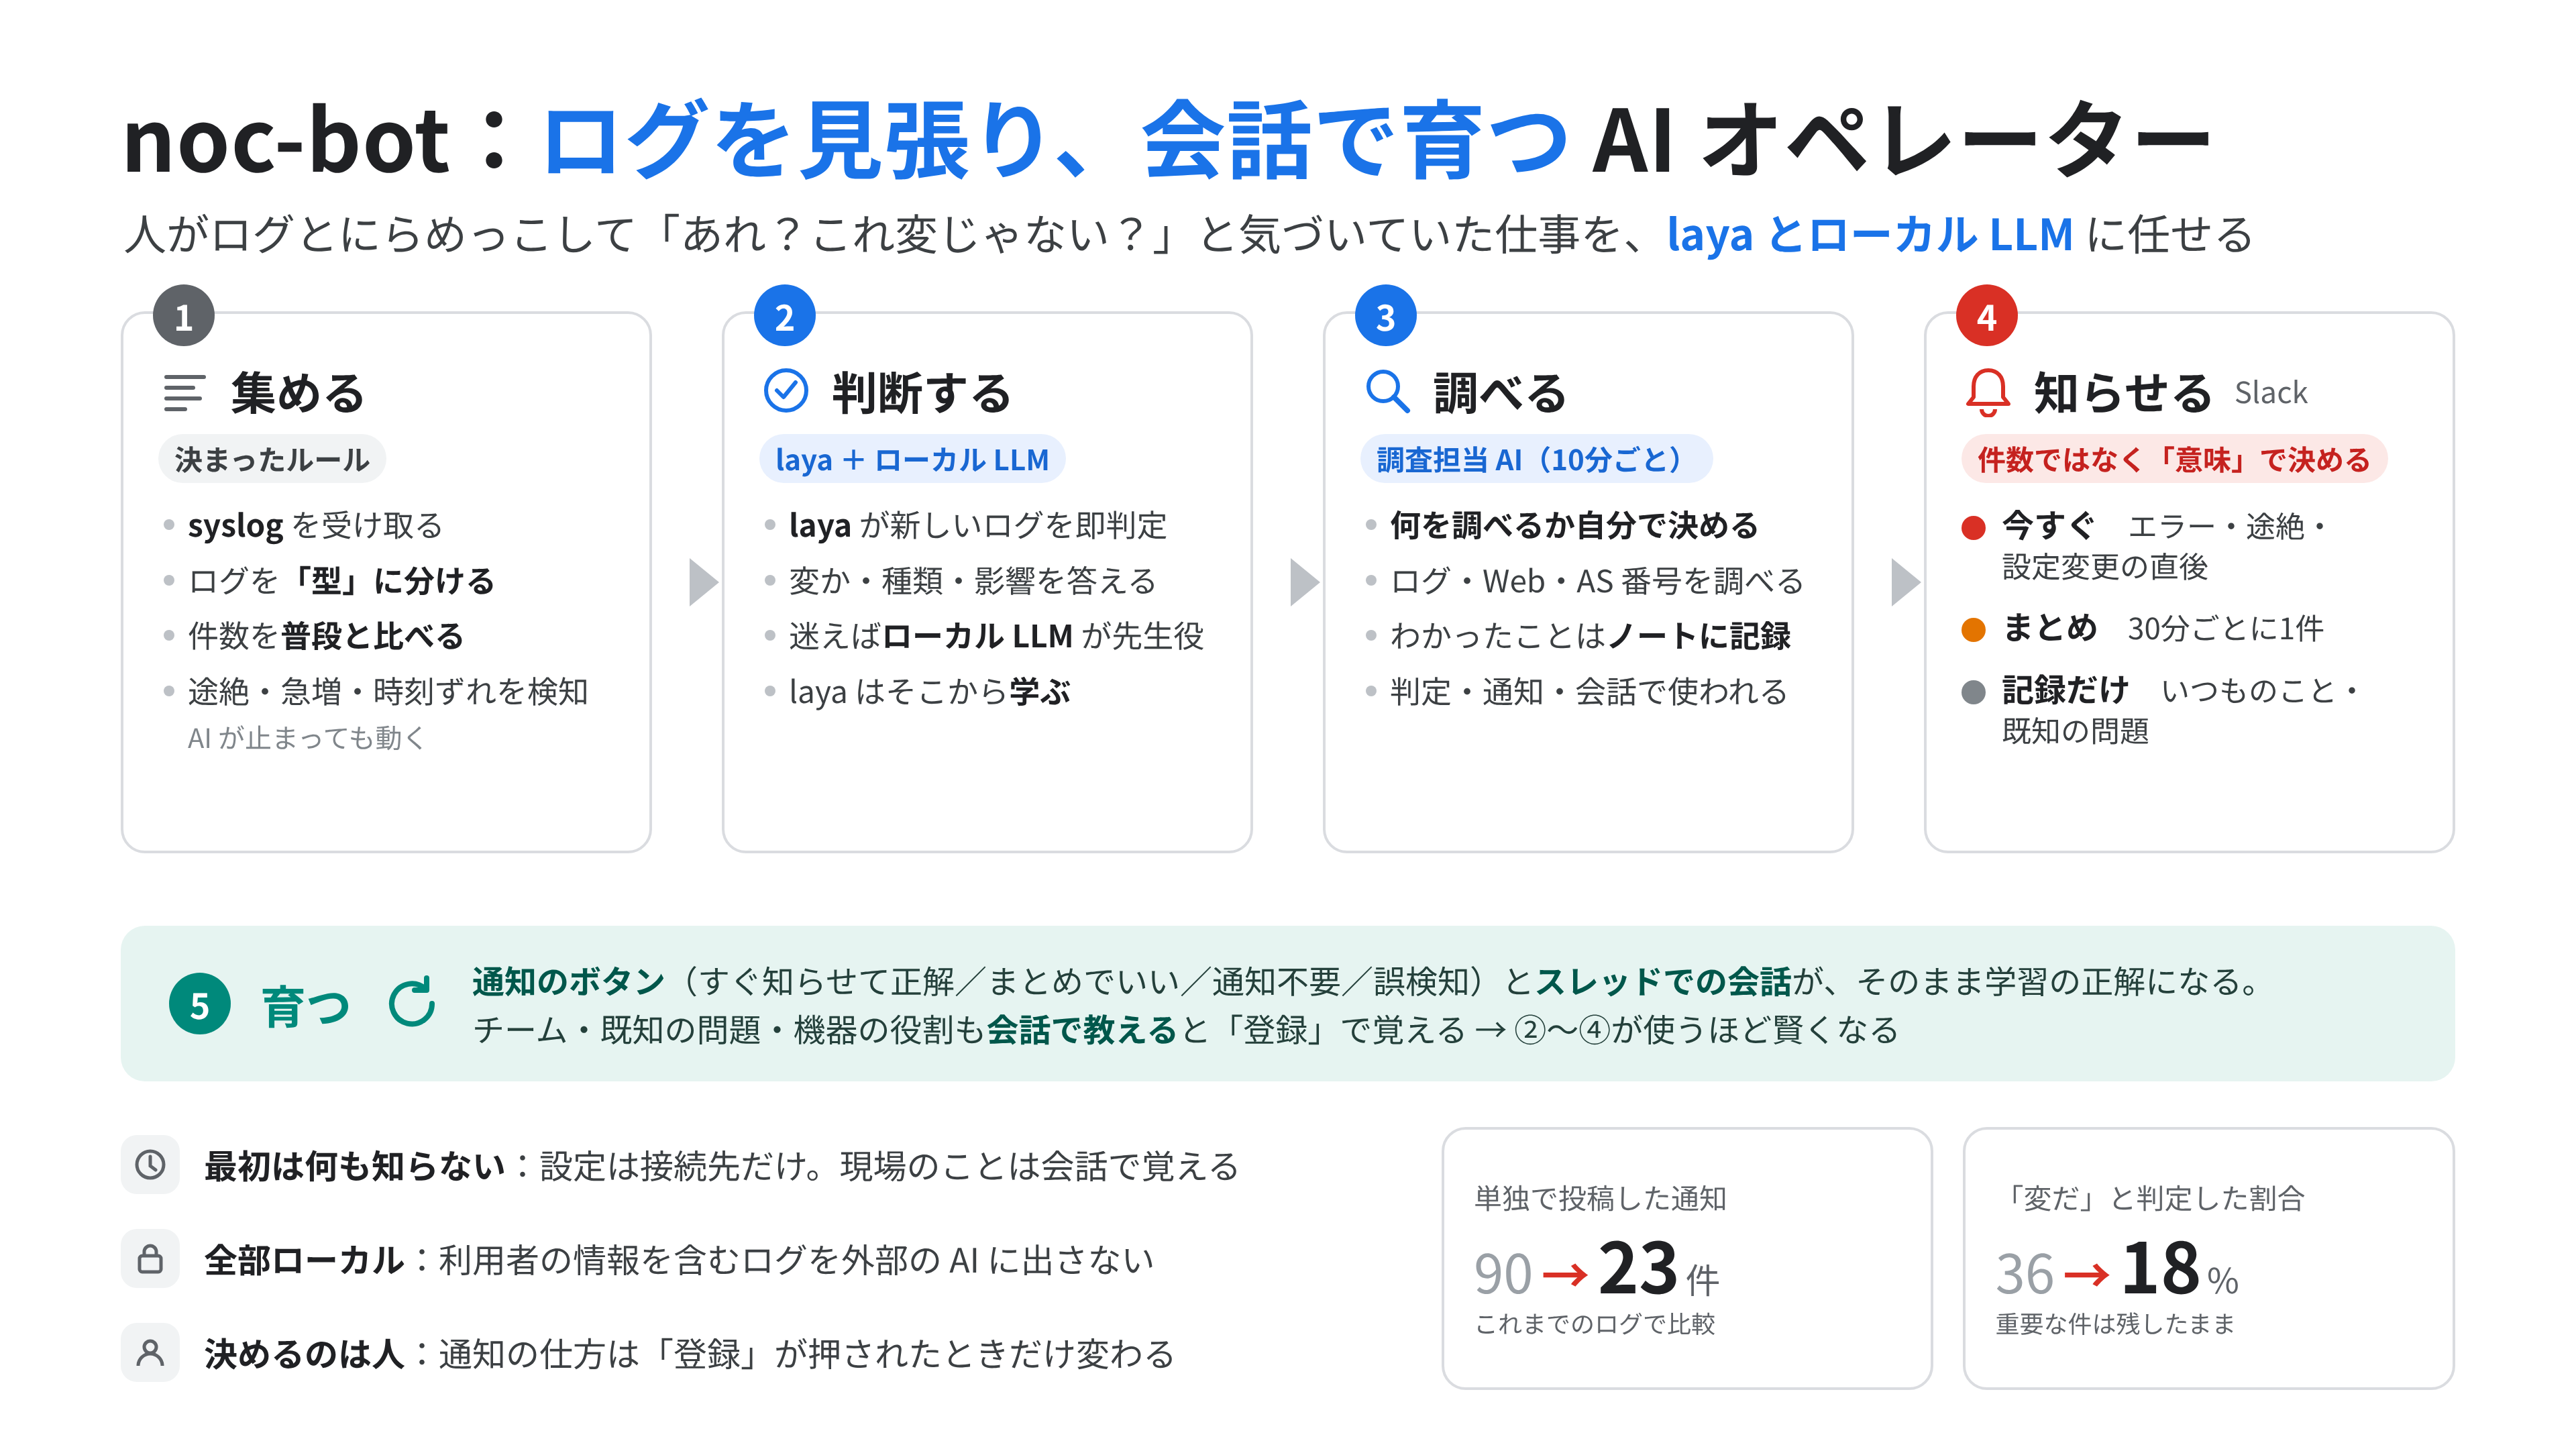 noc-bot：ログを見張り、会話で育つ AI オペレーター
人がログとにらめっこして「あれ？これ変じゃない？」と気づいていた仕事を、laya とローカル LLM に任せる
1
集める
決まったルール
syslog を受け取る
ログを「型」に分ける
件数を普段と比べる
途絶・急増・時刻ずれを検知
AI が止まっても動く
2
判断する
laya ＋ ローカル LLM
laya が新しいログを即判定
変か・種類・影響を答える
迷えばローカル LLM が先生役
laya はそこから学ぶ
3
調べる
調査担当 AI（10分ごと）
何を調べるか自分で決める
ログ・Web・AS 番号を調べる
わかったことはノートに記録
判定・通知・会話で使われる
4
知らせる Slack
件数ではなく「意味」で決める
今すぐ エラー・途絶・
設定変更の直後
まとめ 30分ごとに1件
記録だけ いつものこと・
既知の問題
5 育つ
通知のボタン（すぐ知らせて正解／まとめでいい／通知不要／誤検知）とスレッドでの会話が、そのまま学習の正解になる。
チーム・既知の問題・機器の役割も会話で教えると「登録」で覚える → ②〜④が使うほど賢くなる
最初は何も知らない：設定は接続先だけ。現場のことは会話で覚える
全部ローカル：利用者の情報を含むログを外部の AI に出さない
決めるのは人：通知の仕方は「登録」が押されたときだけ変わる
単独で投稿した通知
90 → 23 件
これまでのログで比較
「変だ」と判定した割合
36 → 18 %
重要な件は残したまま